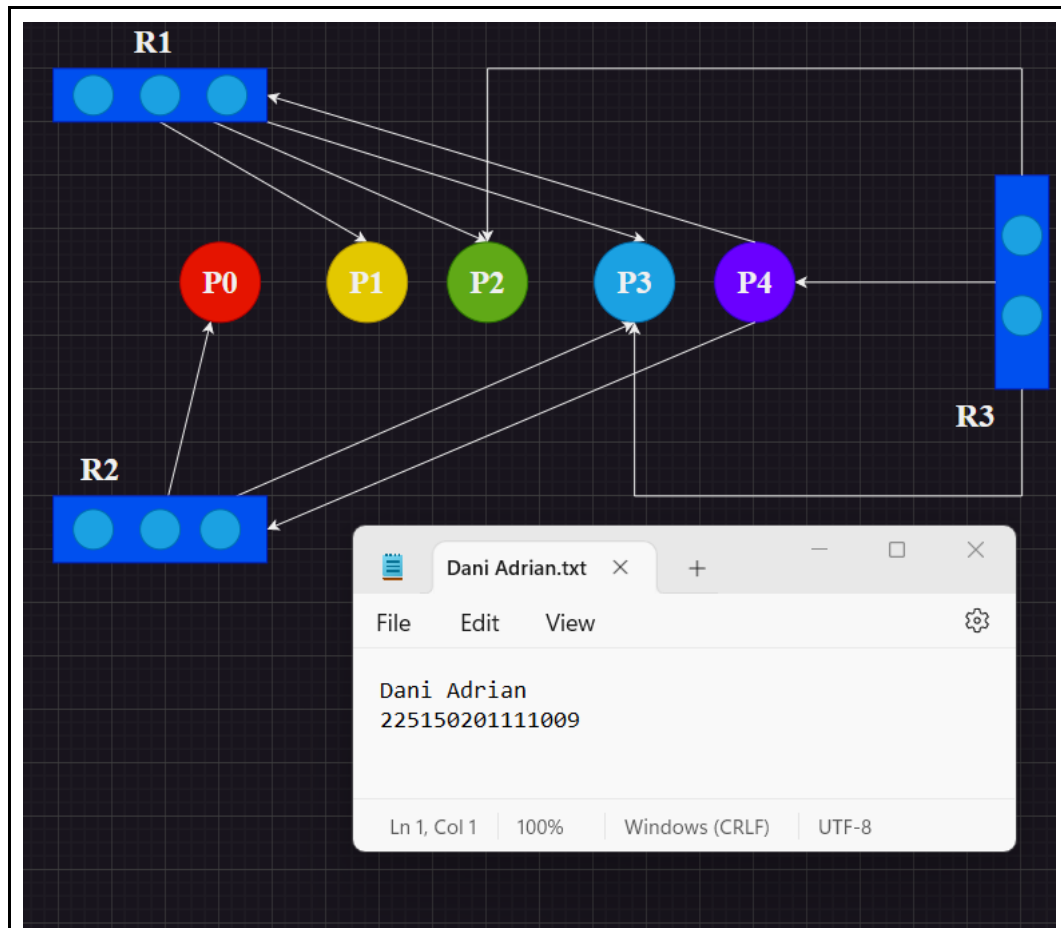 R1
P0
P1
P2
P3
P4
R3
R2
Dani Adrian.txt
File Edit View
Dani Adrian
225150201111009
Ln 1, Col 1 100% Windows (CRLF) UTF-8